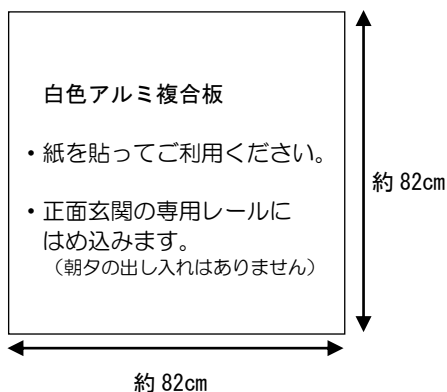 白色アルミ複合板
・紙を貼ってご利用ください。
・正面玄関の専用レールに
はめ込みます。
（朝夕の出し入れはありません）
約 82cm
約 82cm